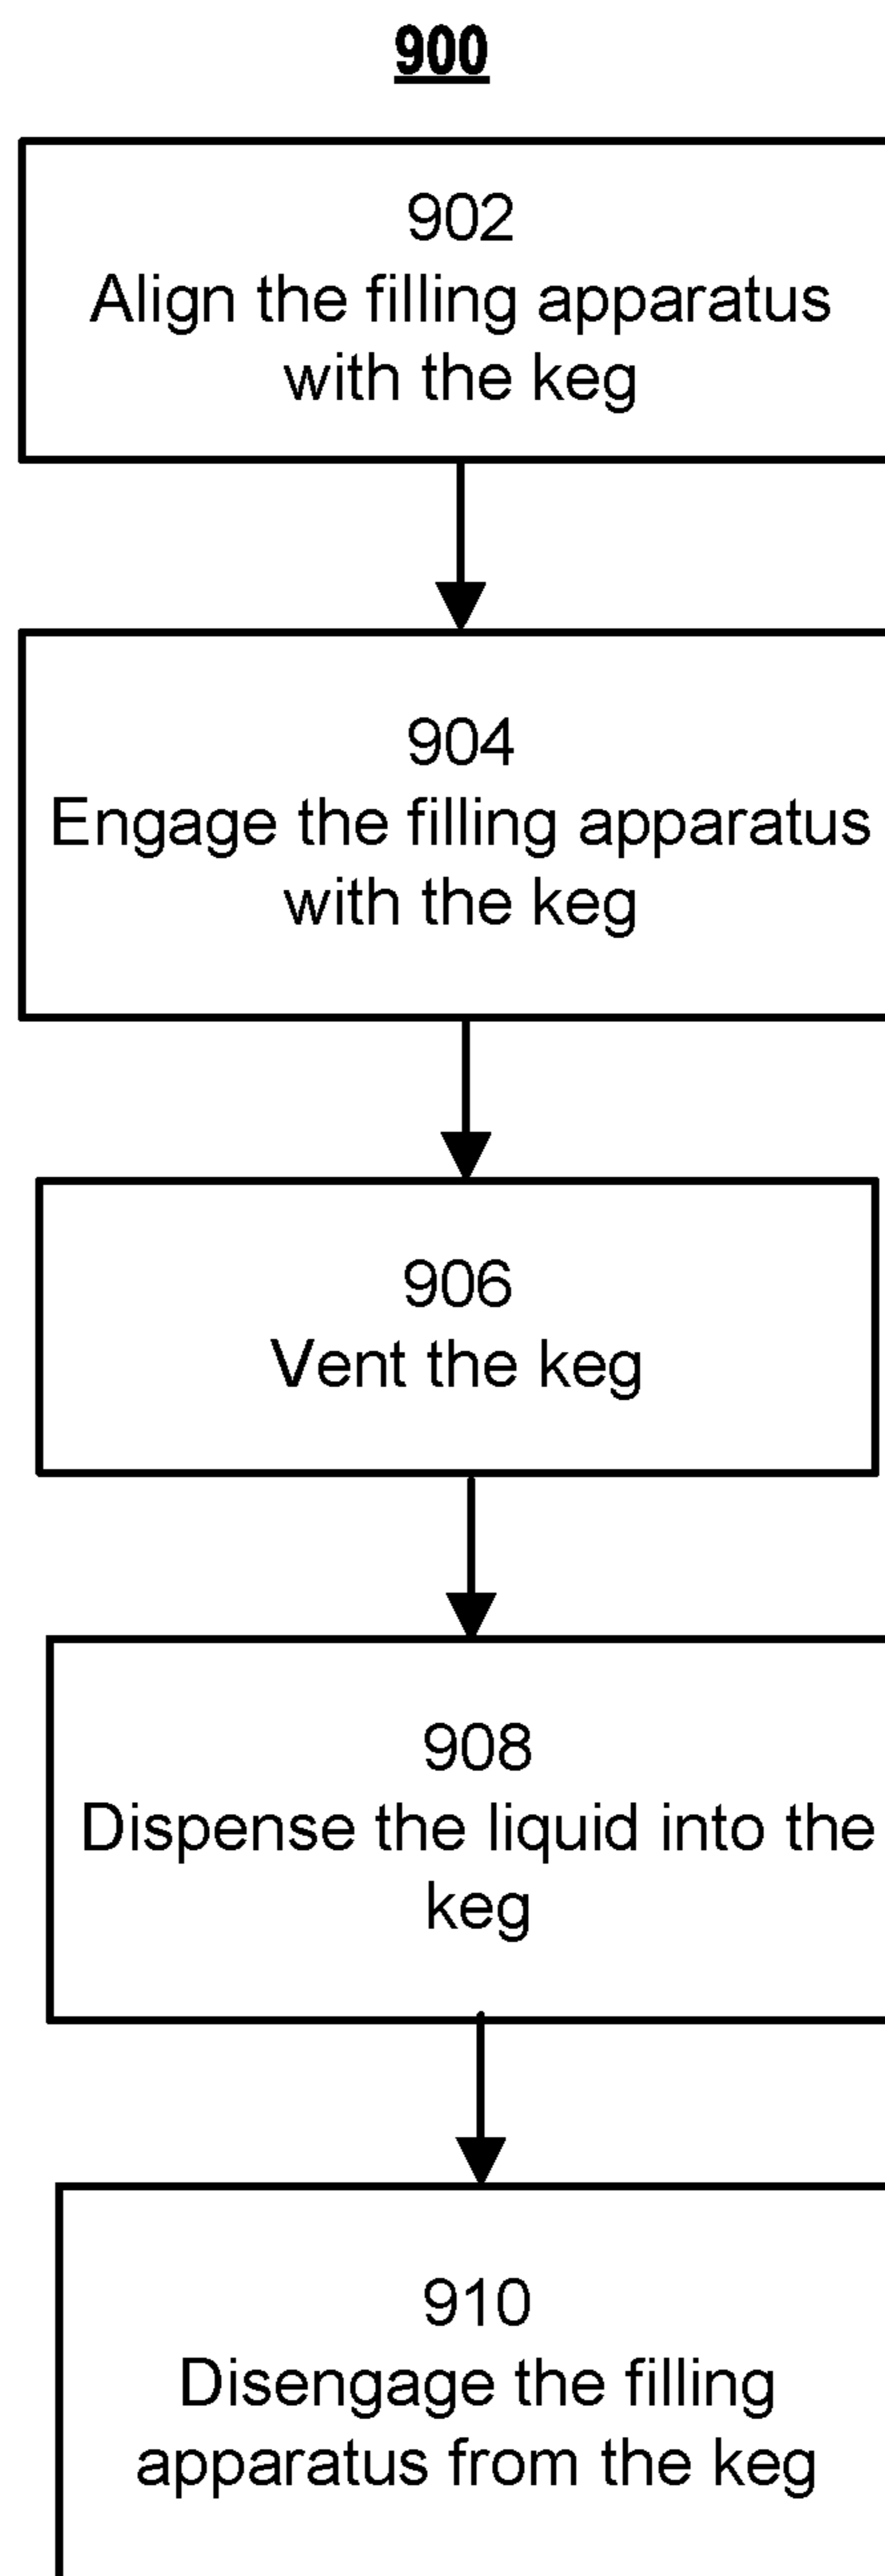 900
902
Align the filling apparatus
with the keg
904
Engage the filling apparatus
with the keg
906
Vent the keg
908
Dispense the liquid into the
keg
910
Disengage the filling
apparatus from the keg